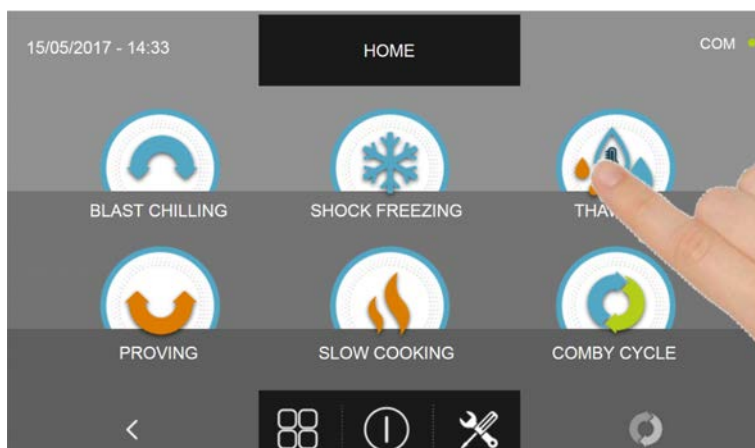 15/05/2017 - 14:33
HOME
COM
BLAST CHILLING
SHOCK FREEZING
PROVING
SLOW COOKING
COMBY CYCLE